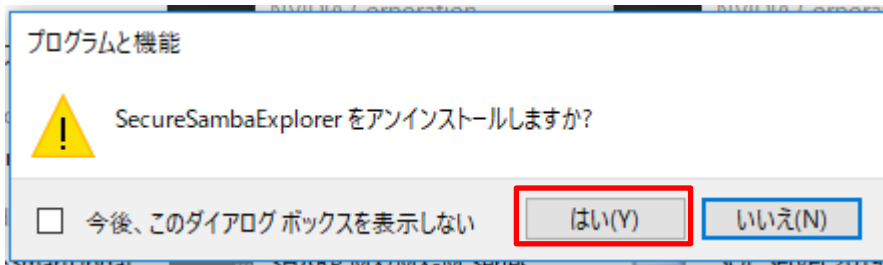 NVIDIA Corporation
プログラムと機能
SecureSambaExplorer をアンインストールしますか?
今後、このダイアログ ボックスを表示しない
はい(Y)
いいえ(N)